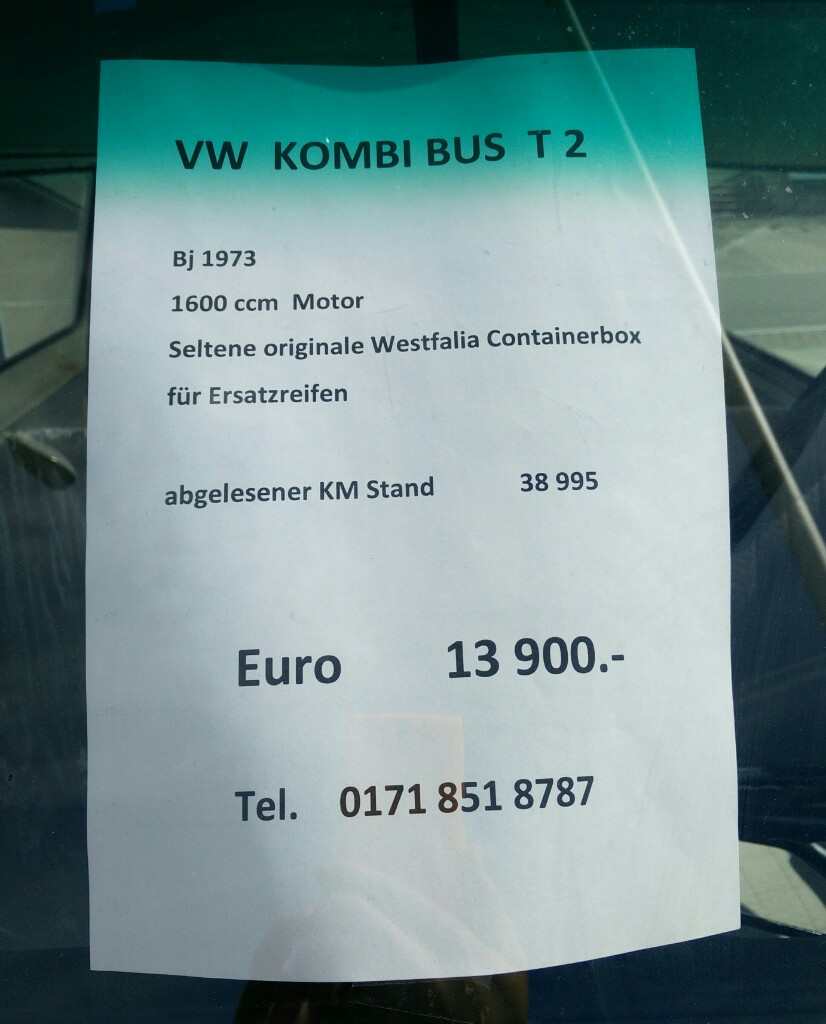 VW KOMBI BUS T 2
Bj 1973
1600 ccm Motor
Seltene originale Westfalia Containerbox
für Ersatzreifen
abgelesener KM Stand 38 995
Euro 13 900.-
Tel. 0171 851 8787